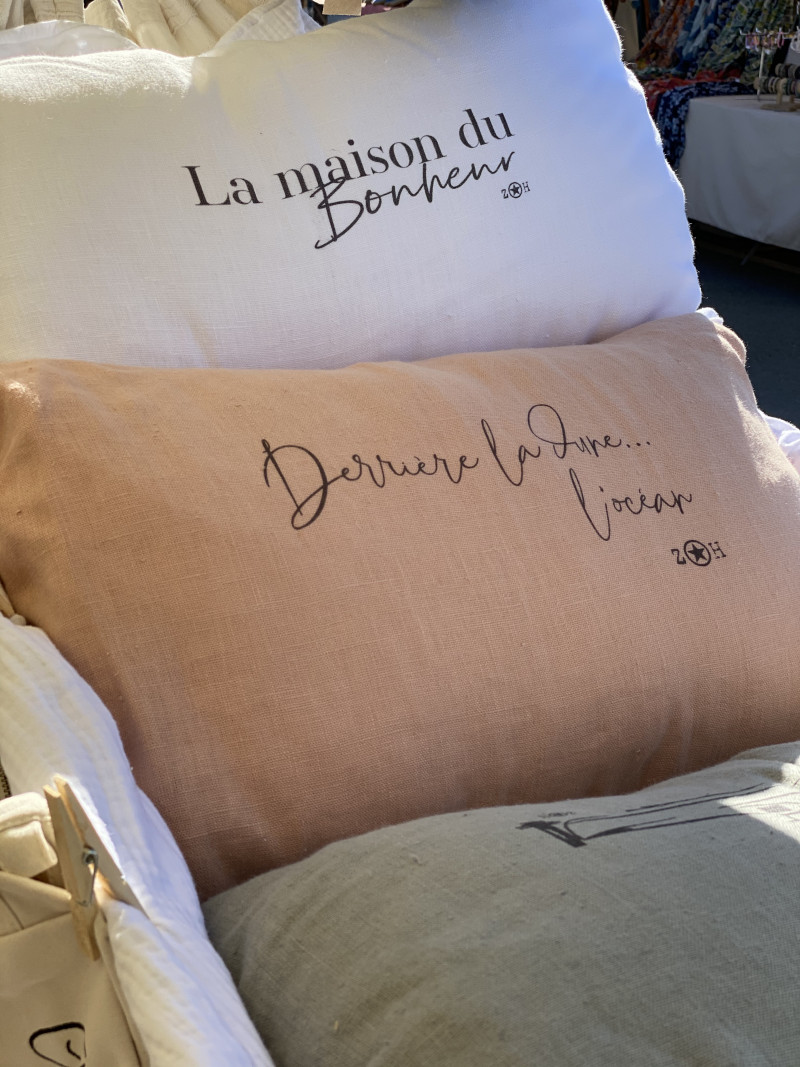 La maison du
Bonheur
Z H
Derrière la dune...
l'océan
Z H